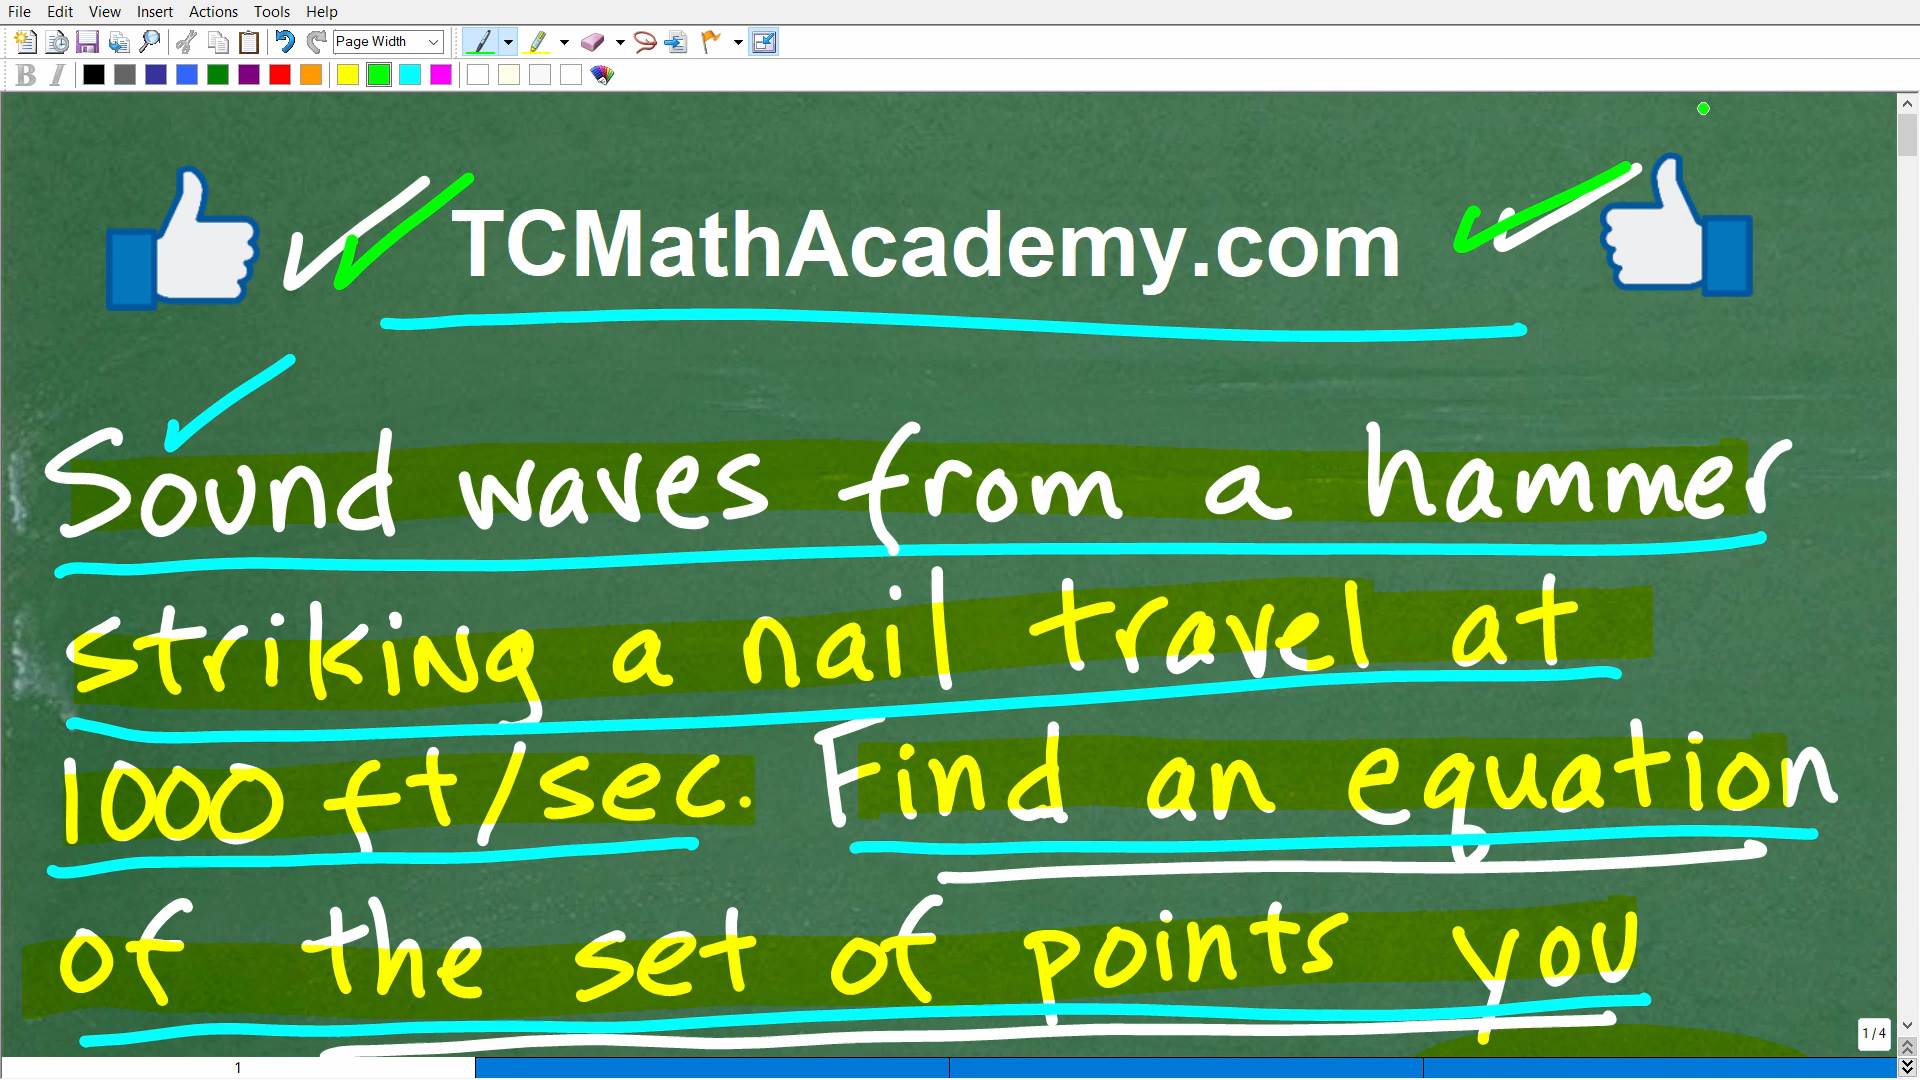 File Edit View Insert Actions Tools Help
Page Width
B I
TCMathAcademy.com
Sound waves from a hammer
striking a nail travel at
1000 ft/sec. Find an equation
of the set of points you
1/4
1